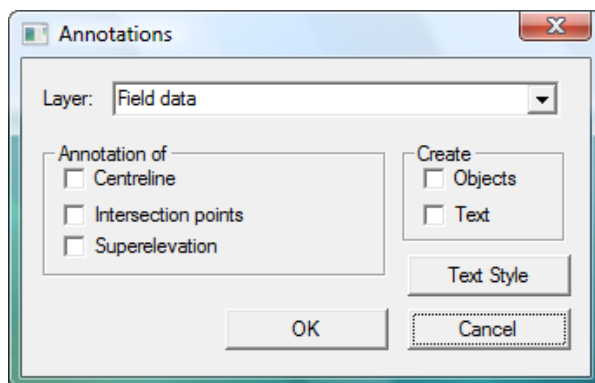 Annotations
Layer: Field data
Annotation of
Centreline
Intersection points
Superelevation
Create
Objects
Text
Text Style
OK
Cancel